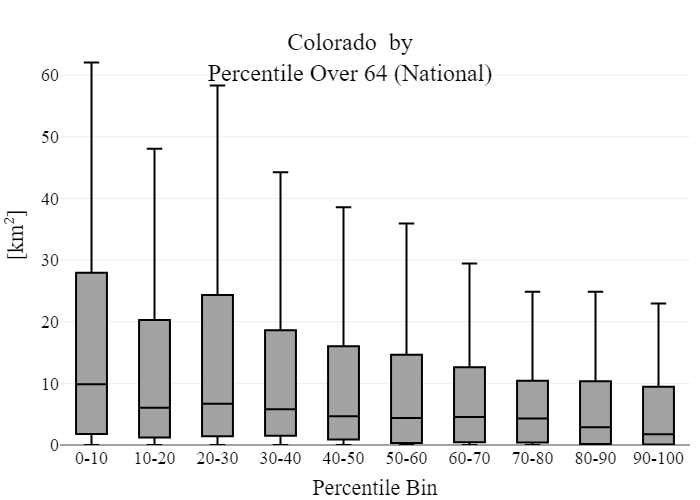 Colorado  by
Percentile Over 64 (National)
[km²]
60
50
40
30
20
10
0
0-10 10-20 20-30 30-40 40-50 50-60 60-70 70-80 80-90 90-100
Percentile Bin